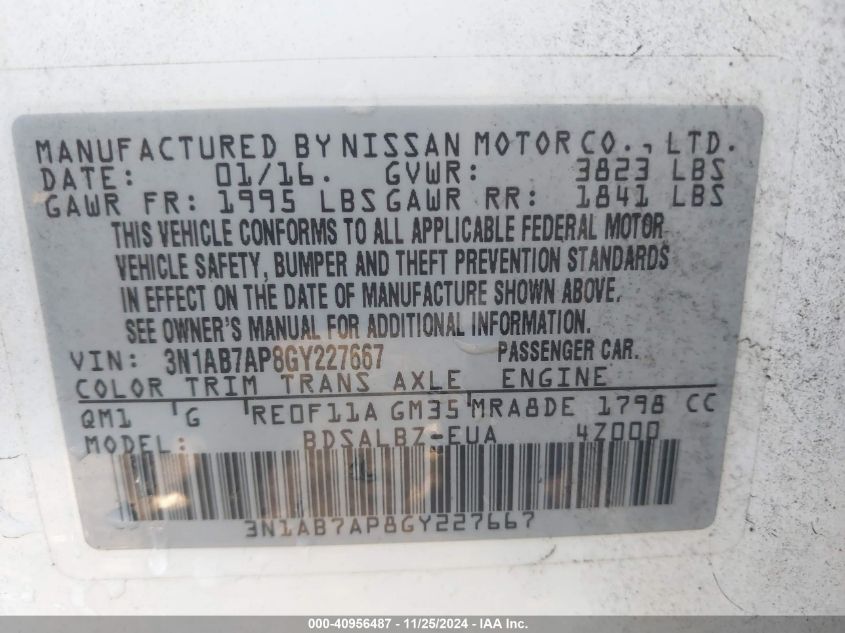 MANUFACTURED BY NISSAN MOTOR CO., LTD.
DATE: 01/16. GVWR: 3823 LBS
GAWR FR: 1995 LBS GAWR RR: 1841 LBS
THIS VEHICLE CONFORMS TO ALL APPLICABLE FEDERAL MOTOR
VEHICLE SAFETY, BUMPER AND THEFT PREVENTION STANDARDS
IN EFFECT ON THE DATE OF MANUFACTURE SHOWN ABOVE.
SEE OWNER'S MANUAL FOR ADDITIONAL INFORMATION.
VIN: 3N1AB7AP8GY227667 PASSENGER CAR.
COLOR TRIM TRANS AXLE ENGINE
QM1 G RE0F11A GM35 MRA8DE 1798 CC
MODEL: BDSALBZ-EUA 4Z000
3N1AB7AP8GY227667
000-40956487 - 11/25/2024 - IAA Inc.